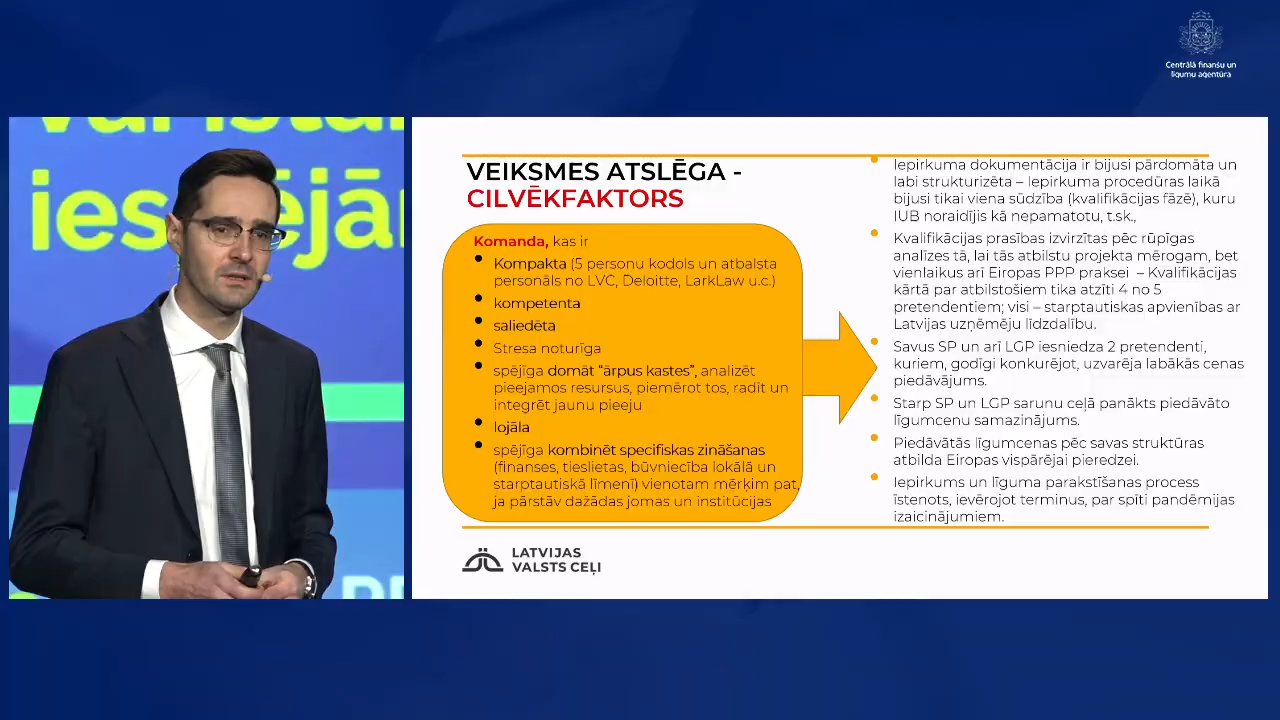 Centrālā finanšu un
līgumu aģentūra
iespējām
VEIKSMES ATSLĒGA -
CILVĒKFAKTORS
Komanda, kas ir
Kompakta (5 personu kodols un atbalsta
personāls no LVC, Deloitte, LarkLaw u.c.)
kompetenta
saliedēta
Stresa noturīga
spējīga domāt “ārpus kastes”, analizēt
pieejamos resursus, piemērot tos, radīt un
integrēt jaunu pieeju
lojāla
spējīga kombinēt specifiskas zināšanas
(finanses, tieslietas, būvniecība lokālā un
starptautiskā līmenī) vienotam mērķim pat,
ja pārstāv dažādas jomas un institūcijas
Iepirkuma dokumentācija ir bijusi pārdomāta un
labi strukturizēta – Iepirkuma procedūras laikā
bijusi tikai viena sūdzība (kvalifikācijas fāzē), kuru
IUB noraidījis kā nepamatotu, t.sk.,
Kvalifikācijas prasības izvirzītas pēc rūpīgas
analīzes tā, lai tās atbilstu projekta mērogam, bet
vienlaikus arī Eiropas PPP praksei – Kvalifikācijas
kārtā par atbilstošiem tika atzīti 4 no 5
pretendentiem; visi – starptautiskas apvienības ar
Latvijas uzņēmēju līdzdalību.
Savus SP un arī LGP iesniedza 2 pretendenti,
kuriem, godīgi konkurējot, uzvarēja labākās cenas
piedāvājums.
Starp SP un LGP sarunu ceļā panākts piedāvāto
līgumcenu samazinājums.
Panāktās līgumcenas pēc savas struktūras
atbilst Eiropas vidējai praksei.
Iepirkums un līguma parakstīšanas process
īstenots, ievērojot termiņus par spīti pandēmijas
izaicinājumiem.
LATVIJAS
VALSTS CEĻI